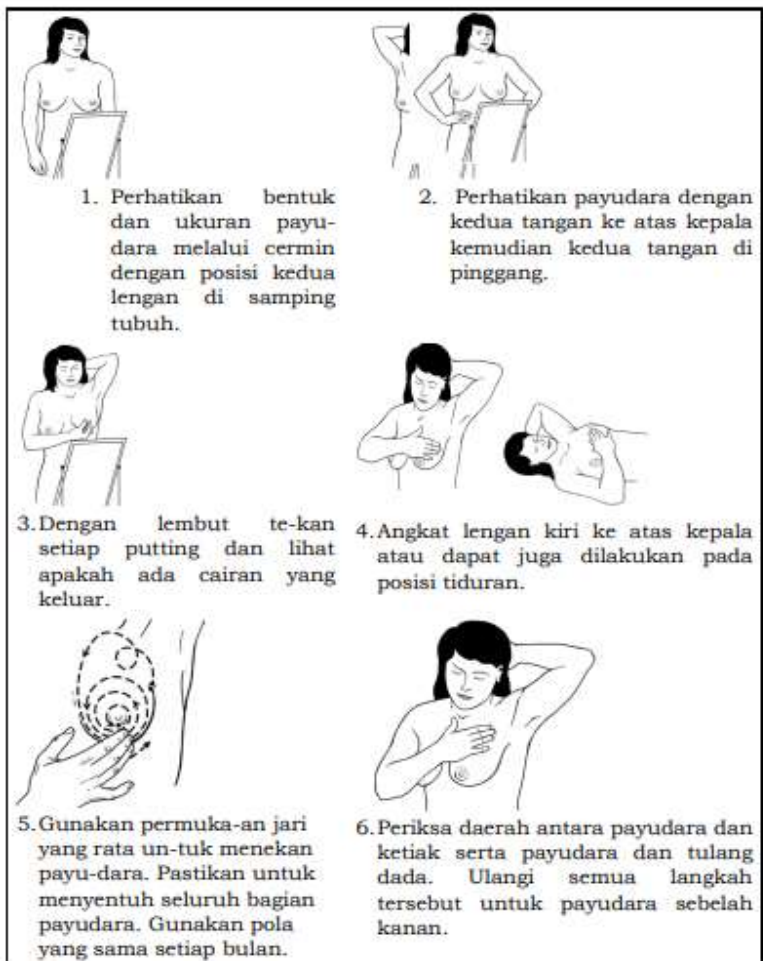 1. Perhatikan bentuk
dan ukuran payu-
dara melalui cermin
dengan posisi kedua
lengan di samping
tubuh.
2. Perhatikan payudara dengan
kedua tangan ke atas kepala
kemudian kedua tangan di
pinggang.
3.Dengan lembut te-kan
setiap putting dan lihat
apakah ada cairan yang
keluar.
4.Angkat lengan kiri ke atas kepala
atau dapat juga dilakukan pada
posisi tiduran.
5.Gunakan permuka-an jari
yang rata un-tuk menekan
payu-dara. Pastikan untuk
menyentuh seluruh bagian
payudara. Gunakan pola
yang sama setiap bulan.
6.Periksa daerah antara payudara dan
ketiak serta payudara dan tulang
dada. Ulangi semua langkah
tersebut untuk payudara sebelah
kanan.